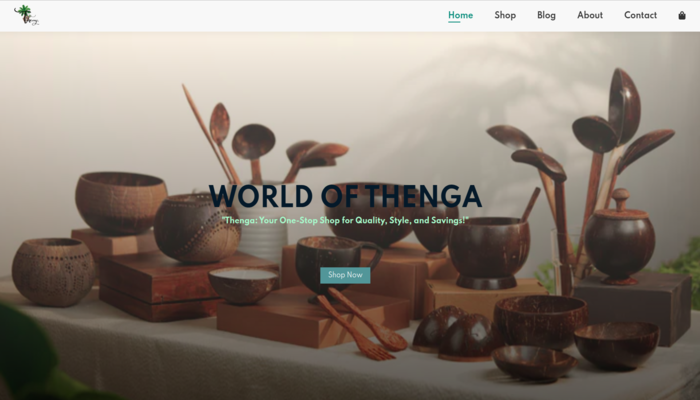 Home Shop Blog About Contact
WORLD OF THENGA
"Thenga: Your One-Stop Shop for Quality, Style, and Savings!"
Shop Now